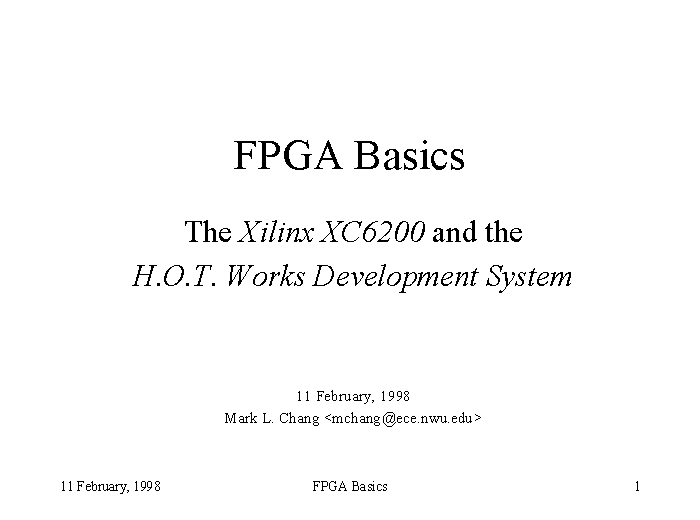 FPGA Basics
The Xilinx XC6200 and the
H.O.T. Works Development System
11 February, 1998
Mark L. Chang <mchang@ece.nwu.edu>
11 February, 1998 FPGA Basics 1